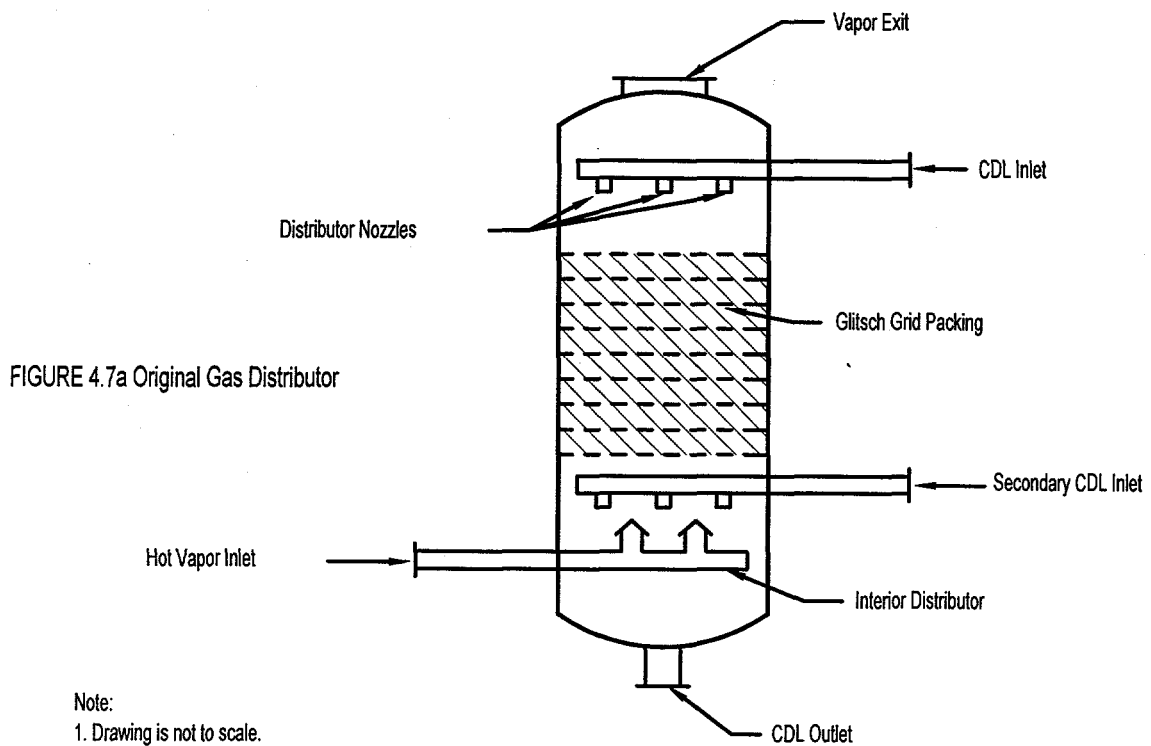 Vapor Exit
CDL Inlet
Distributor Nozzles
Glitsch Grid Packing
FIGURE 4.7a Original Gas Distributor
Secondary CDL Inlet
Hot Vapor Inlet
Interior Distributor
Note:
1. Drawing is not to scale.
CDL Outlet